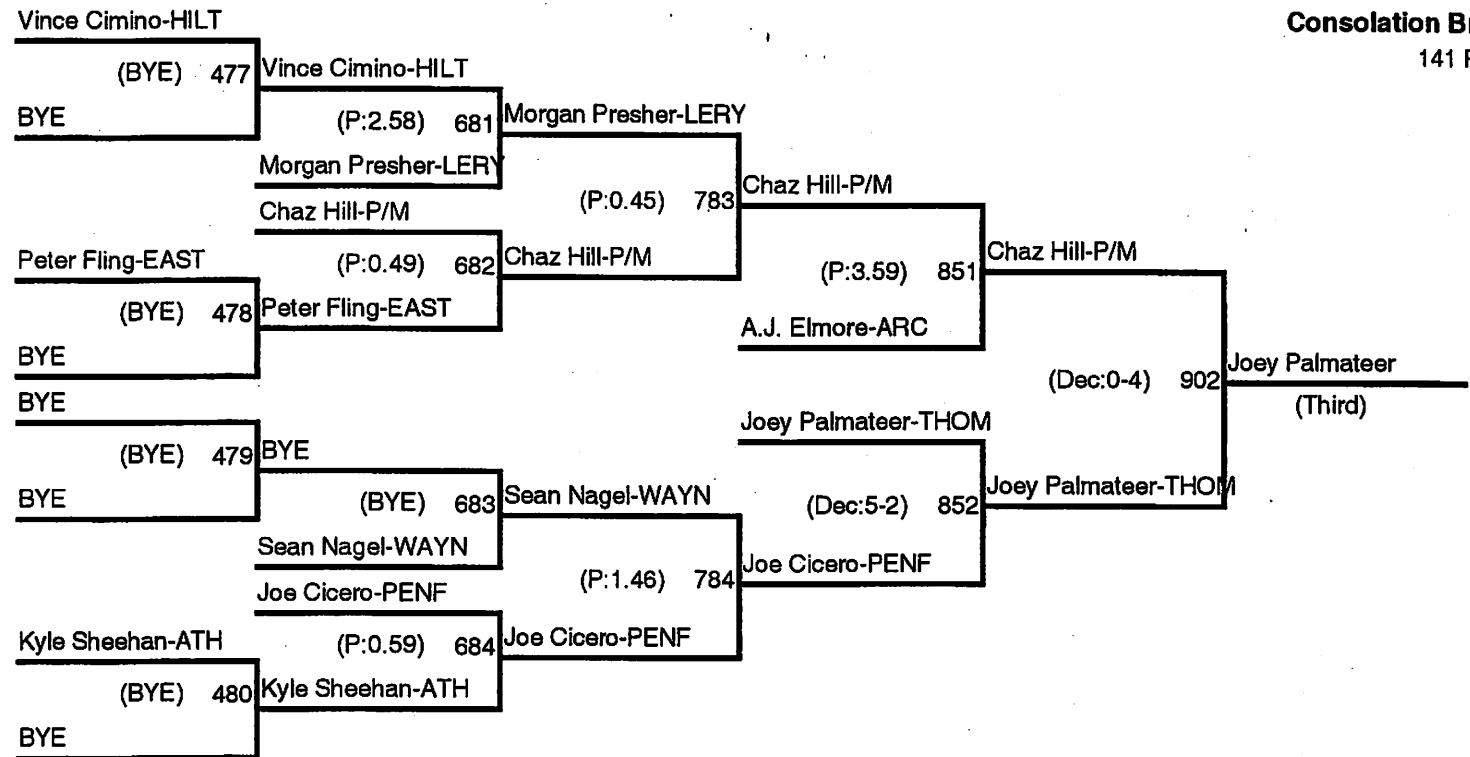 Vince Cimino-HILT
(BYE) 477
BYE
Vince Cimino-HILT
(P:2.58) 681
Morgan Presher-LERY
Morgan Presher-LERY
Chaz Hill-P/M
(P:0.49) 682
Peter Fling-EAST
(BYE) 478
BYE
Peter Fling-EAST
Chaz Hill-P/M
(P:0.45) 783
Chaz Hill-P/M
(P:3.59) 851
A.J. Elmore-ARC
Chaz Hill-P/M
BYE
(BYE) 479
BYE
BYE
(BYE) 683
Sean Nagel-WAYN
Sean Nagel-WAYN
(P:1.46) 784
Joe Cicero-PENF
(P:0.59) 684
Kyle Sheehan-ATH
(BYE) 480
BYE
Kyle Sheehan-ATH
Joe Cicero-PENF
Joey Palmateer-THOM
(Dec:5-2) 852
Joe Cicero-PENF
Joey Palmateer-THOM
(Dec:0-4) 902
Joey Palmateer
(Third)
Consolation
141